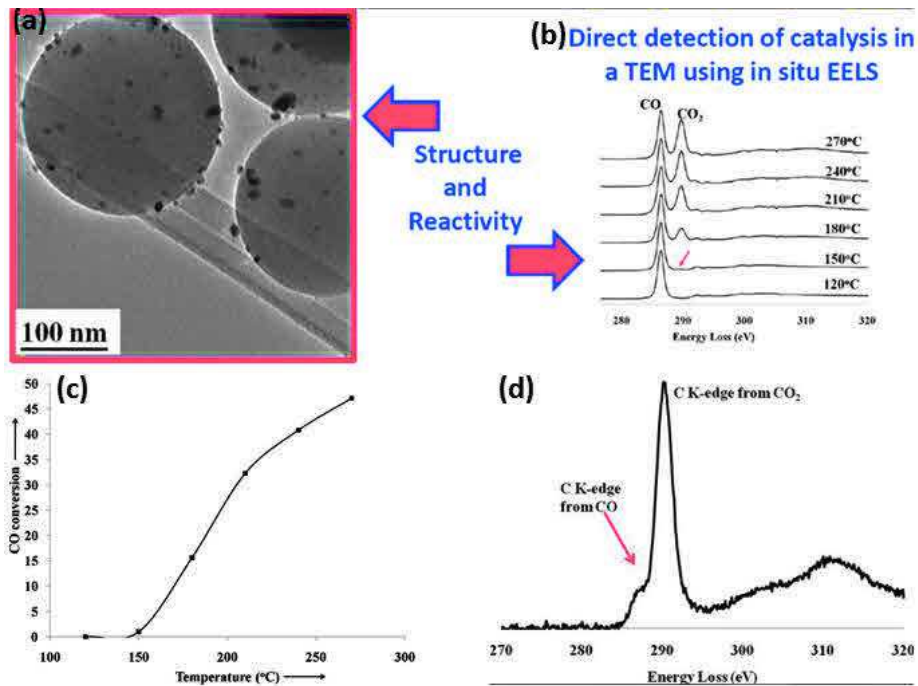 (a)
100 nm
Structure
and
Reactivity
(b) Direct detection of catalysis in
a TEM using in situ EELS
CO
CO₂
270°C
240°C
210°C
180°C
150°C
120°C
280 290 300 310 320
Energy Loss (eV)
(c)
CO conversion
50
45
40
35
30
25
20
15
10
5
0
100 150 200 250 300
Temperature (°C)
(d)
C K-edge from CO₂
C K-edge
from CO
270 280 290 300 310 320
Energy Loss (eV)